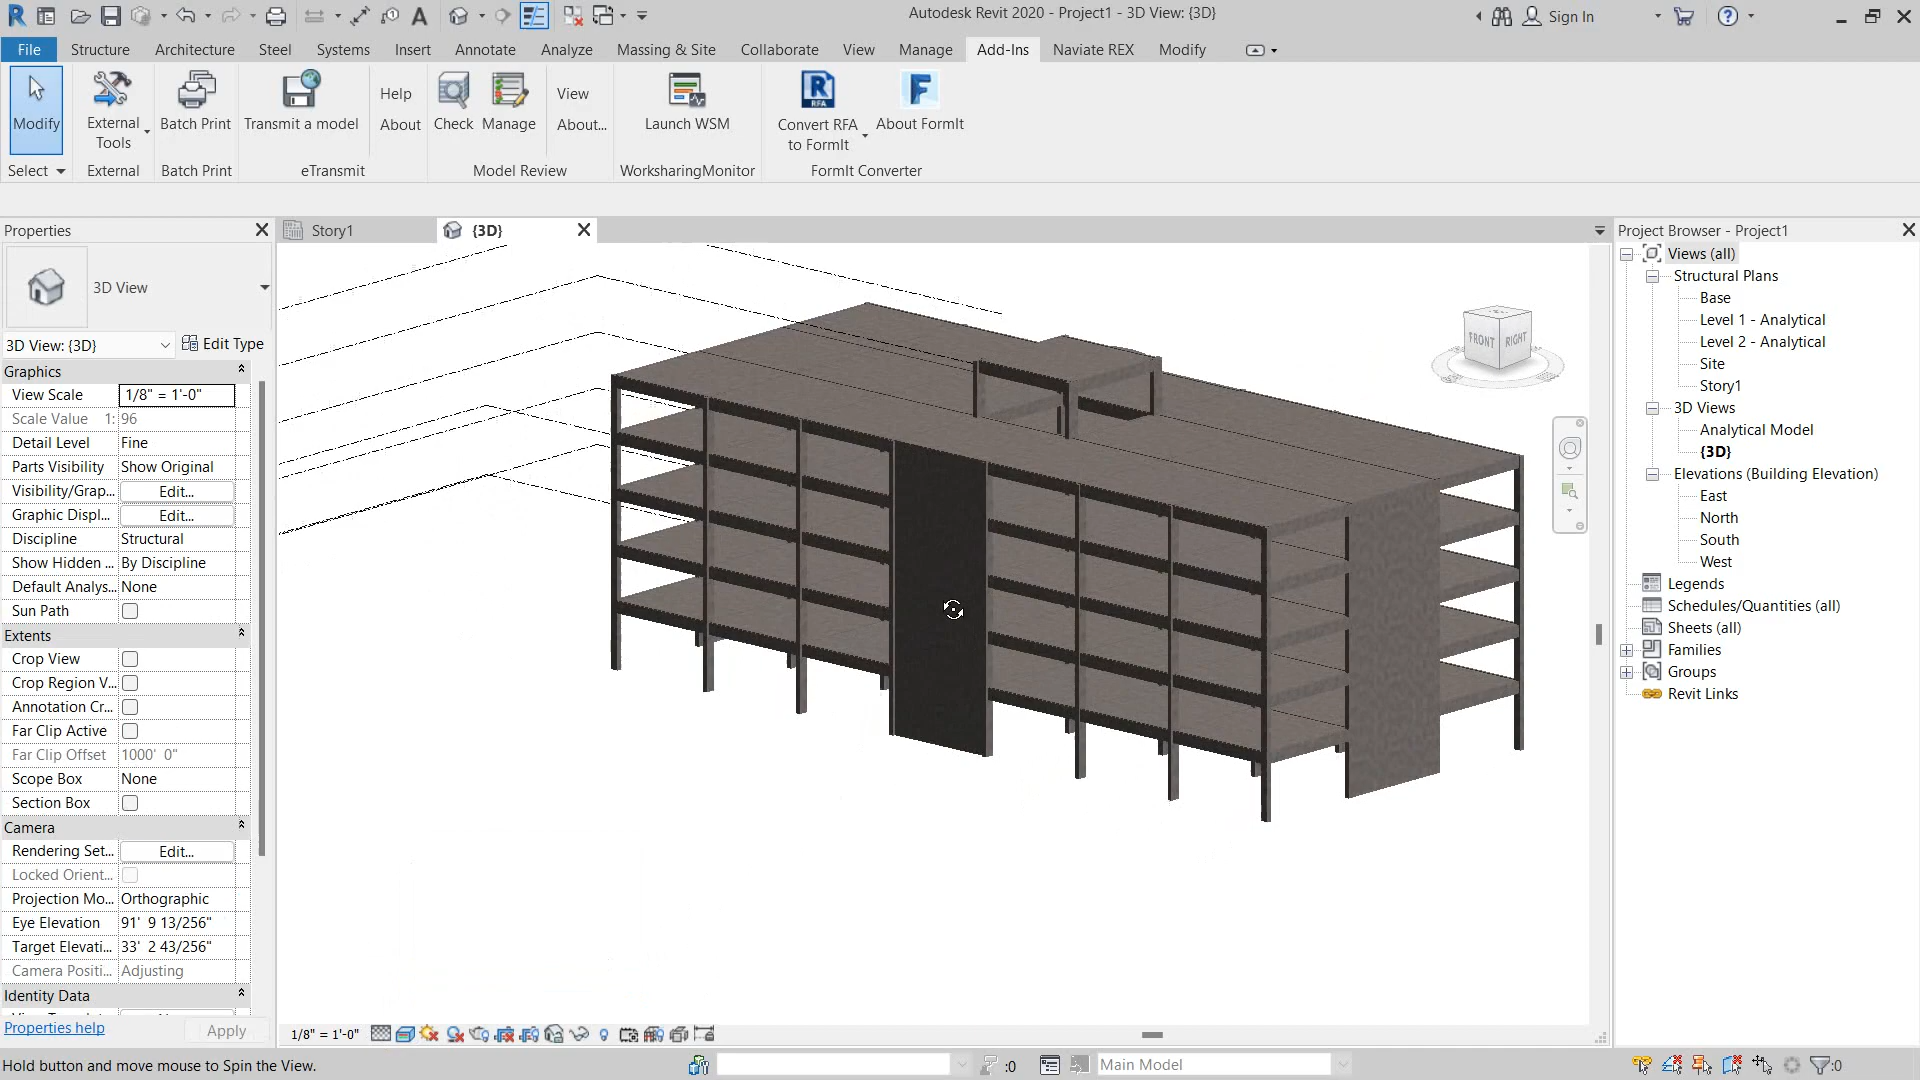 Autodesk Revit 2020 - Project1 - 3D View: {3D}
Sign In
File Structure Architecture Steel Systems Insert Annotate Analyze Massing & Site Collaborate View Manage Add-Ins Naviate REX Modify
Modify
External Tools
Batch Print
Transmit a model
Help
About
Check
Manage
View
About...
Launch WSM
RFA
Convert RFA to FormIt
About FormIt
Select
External
Batch Print
eTransmit
Model Review
WorksharingMonitor
FormIt Converter
Properties
3D View
3D View: {3D}
Edit Type
Graphics
View Scale 1/8" = 1'-0"
Scale Value 1: 96
Detail Level Fine
Parts Visibility Show Original
Visibility/Grap... Edit...
Graphic Displ... Edit...
Discipline Structural
Show Hidden ... By Discipline
Default Analys... None
Sun Path
Extents
Crop View
Crop Region V...
Annotation Cr...
Far Clip Active
Far Clip Offset 1000' 0"
Scope Box None
Section Box
Camera
Rendering Set... Edit...
Locked Orient...
Projection Mo... Orthographic
Eye Elevation 91' 9 13/256"
Target Elevati... 33' 2 43/256"
Camera Positi... Adjusting
Identity Data
Properties help
Apply
Story1
{3D}
FRONT
RIGHT
Project Browser - Project1
Views (all)
Structural Plans
Base
Level 1 - Analytical
Level 2 - Analytical
Site
Story1
3D Views
Analytical Model
{3D}
Elevations (Building Elevation)
East
North
South
West
Legends
Schedules/Quantities (all)
Sheets (all)
Families
Groups
Revit Links
1/8" = 1'-0"
Hold button and move mouse to Spin the View.
:0
Main Model
:0